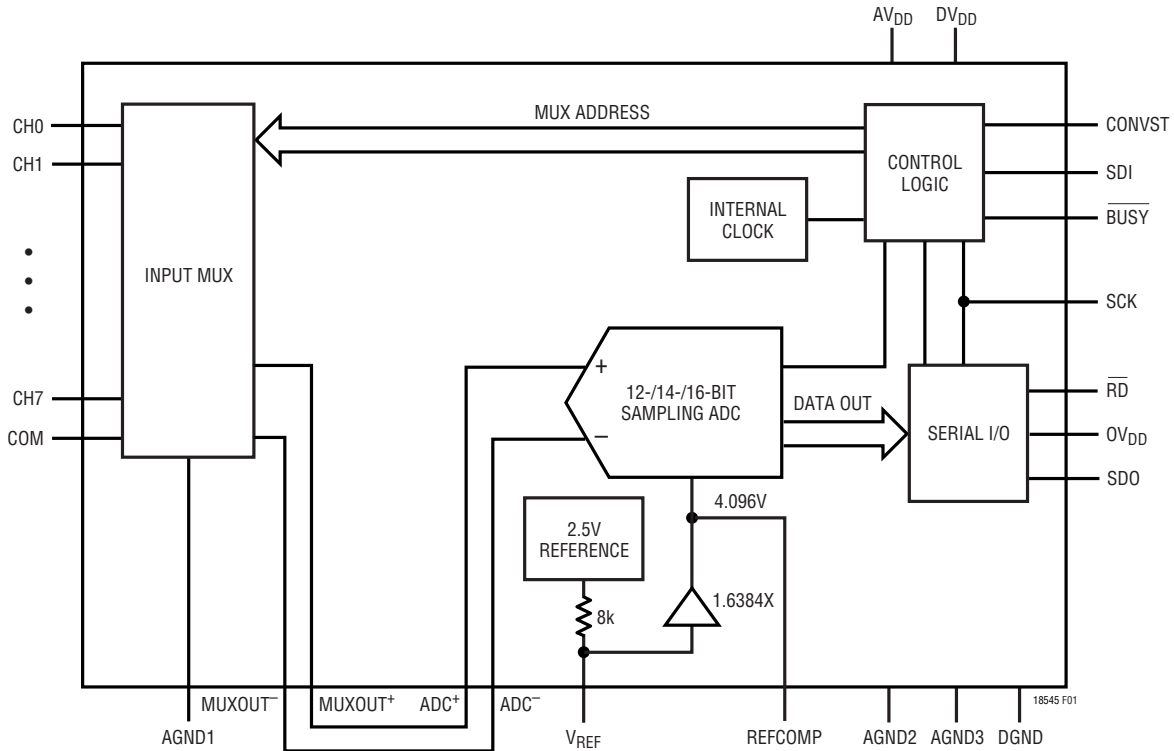 AVDD DVDD
CH0
CH1
CH7
COM
INPUT MUX
MUX ADDRESS
INTERNAL
CLOCK
CONTROL
LOGIC
CONVST
SDI
BUSY
SCK
+
−
12-/14-/16-BIT
SAMPLING ADC
DATA OUT
SERIAL I/O
RD
OVDD
SDO
2.5V
REFERENCE
8k
4.096V
1.6384X
MUXOUT− MUXOUT+ ADC+ ADC−
18545 F01
AGND1 VREF REFCOMP AGND2 AGND3 DGND